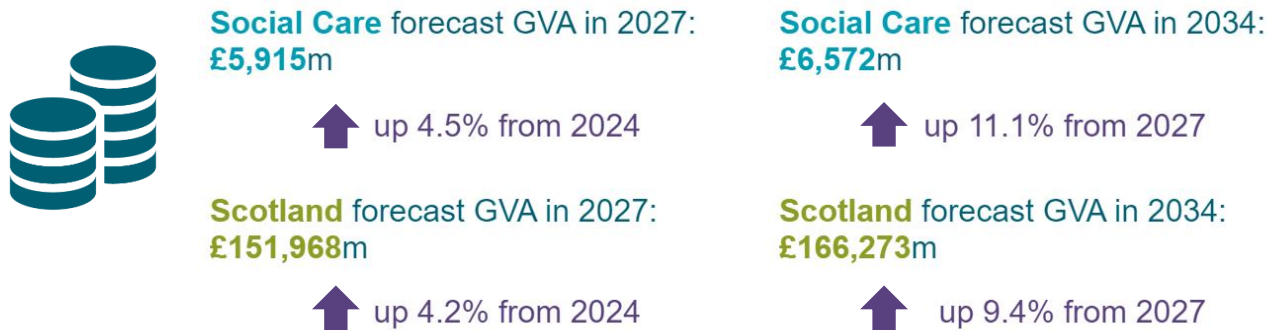 Social Care forecast GVA in 2027:
£5,915m
up 4.5% from 2024
Scotland forecast GVA in 2027:
£151,968m
up 4.2% from 2024
Social Care forecast GVA in 2034:
£6,572m
up 11.1% from 2027
Scotland forecast GVA in 2034:
£166,273m
up 9.4% from 2027